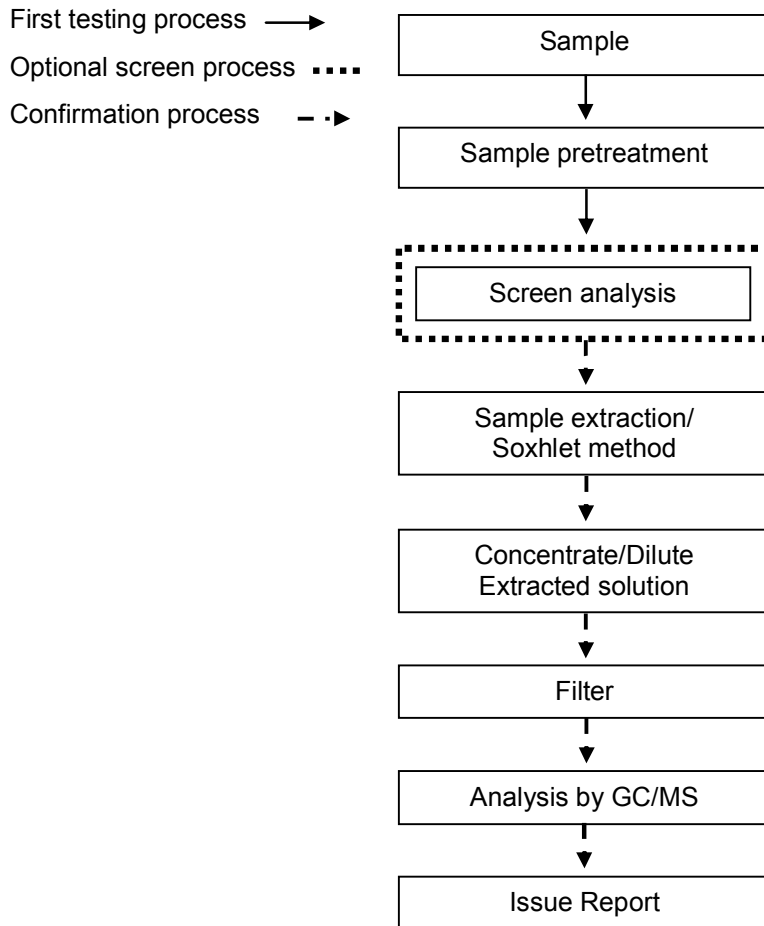 First testing process
Optional screen process
Confirmation process
Sample
Sample pretreatment
Screen analysis
Sample extraction/
Soxhlet method
Concentrate/Dilute
Extracted solution
Filter
Analysis by GC/MS
Issue Report